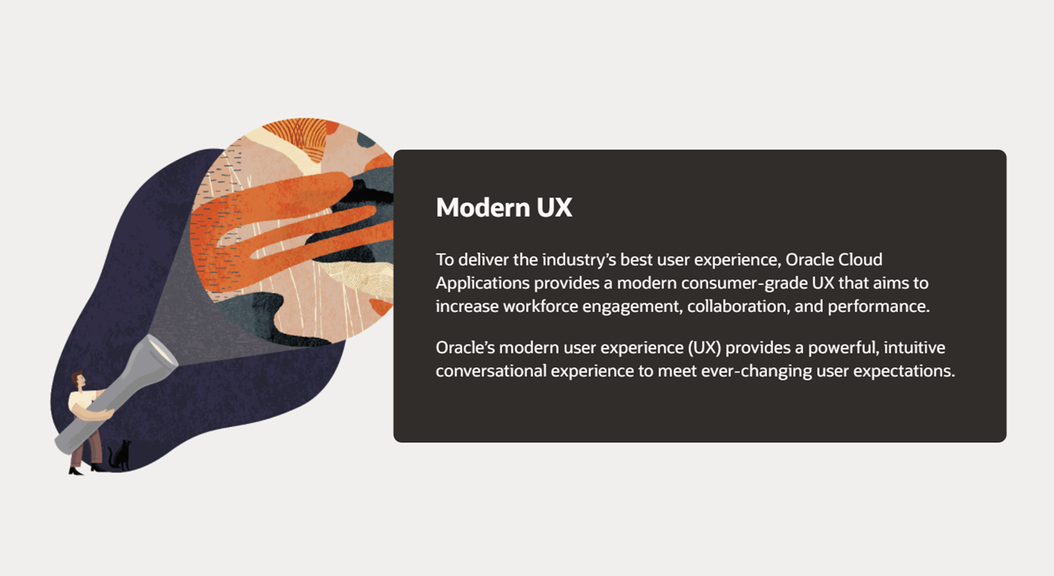 Modern UX
To deliver the industry’s best user experience, Oracle Cloud
Applications provides a modern consumer-grade UX that aims to
increase workforce engagement, collaboration, and performance.
Oracle’s modern user experience (UX) provides a powerful, intuitive
conversational experience to meet ever-changing user expectations.